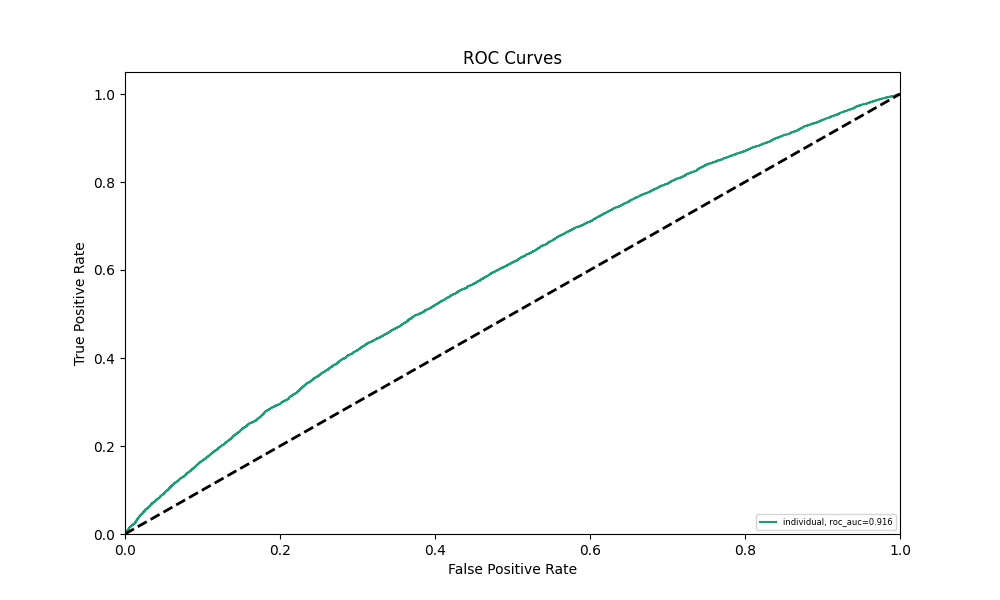 ROC Curves
True Positive Rate
1.0
0.8
0.6
0.4
0.2
0.0
0.0 0.2 0.4 0.6 0.8 1.0
False Positive Rate
individual, roc_auc=0.916